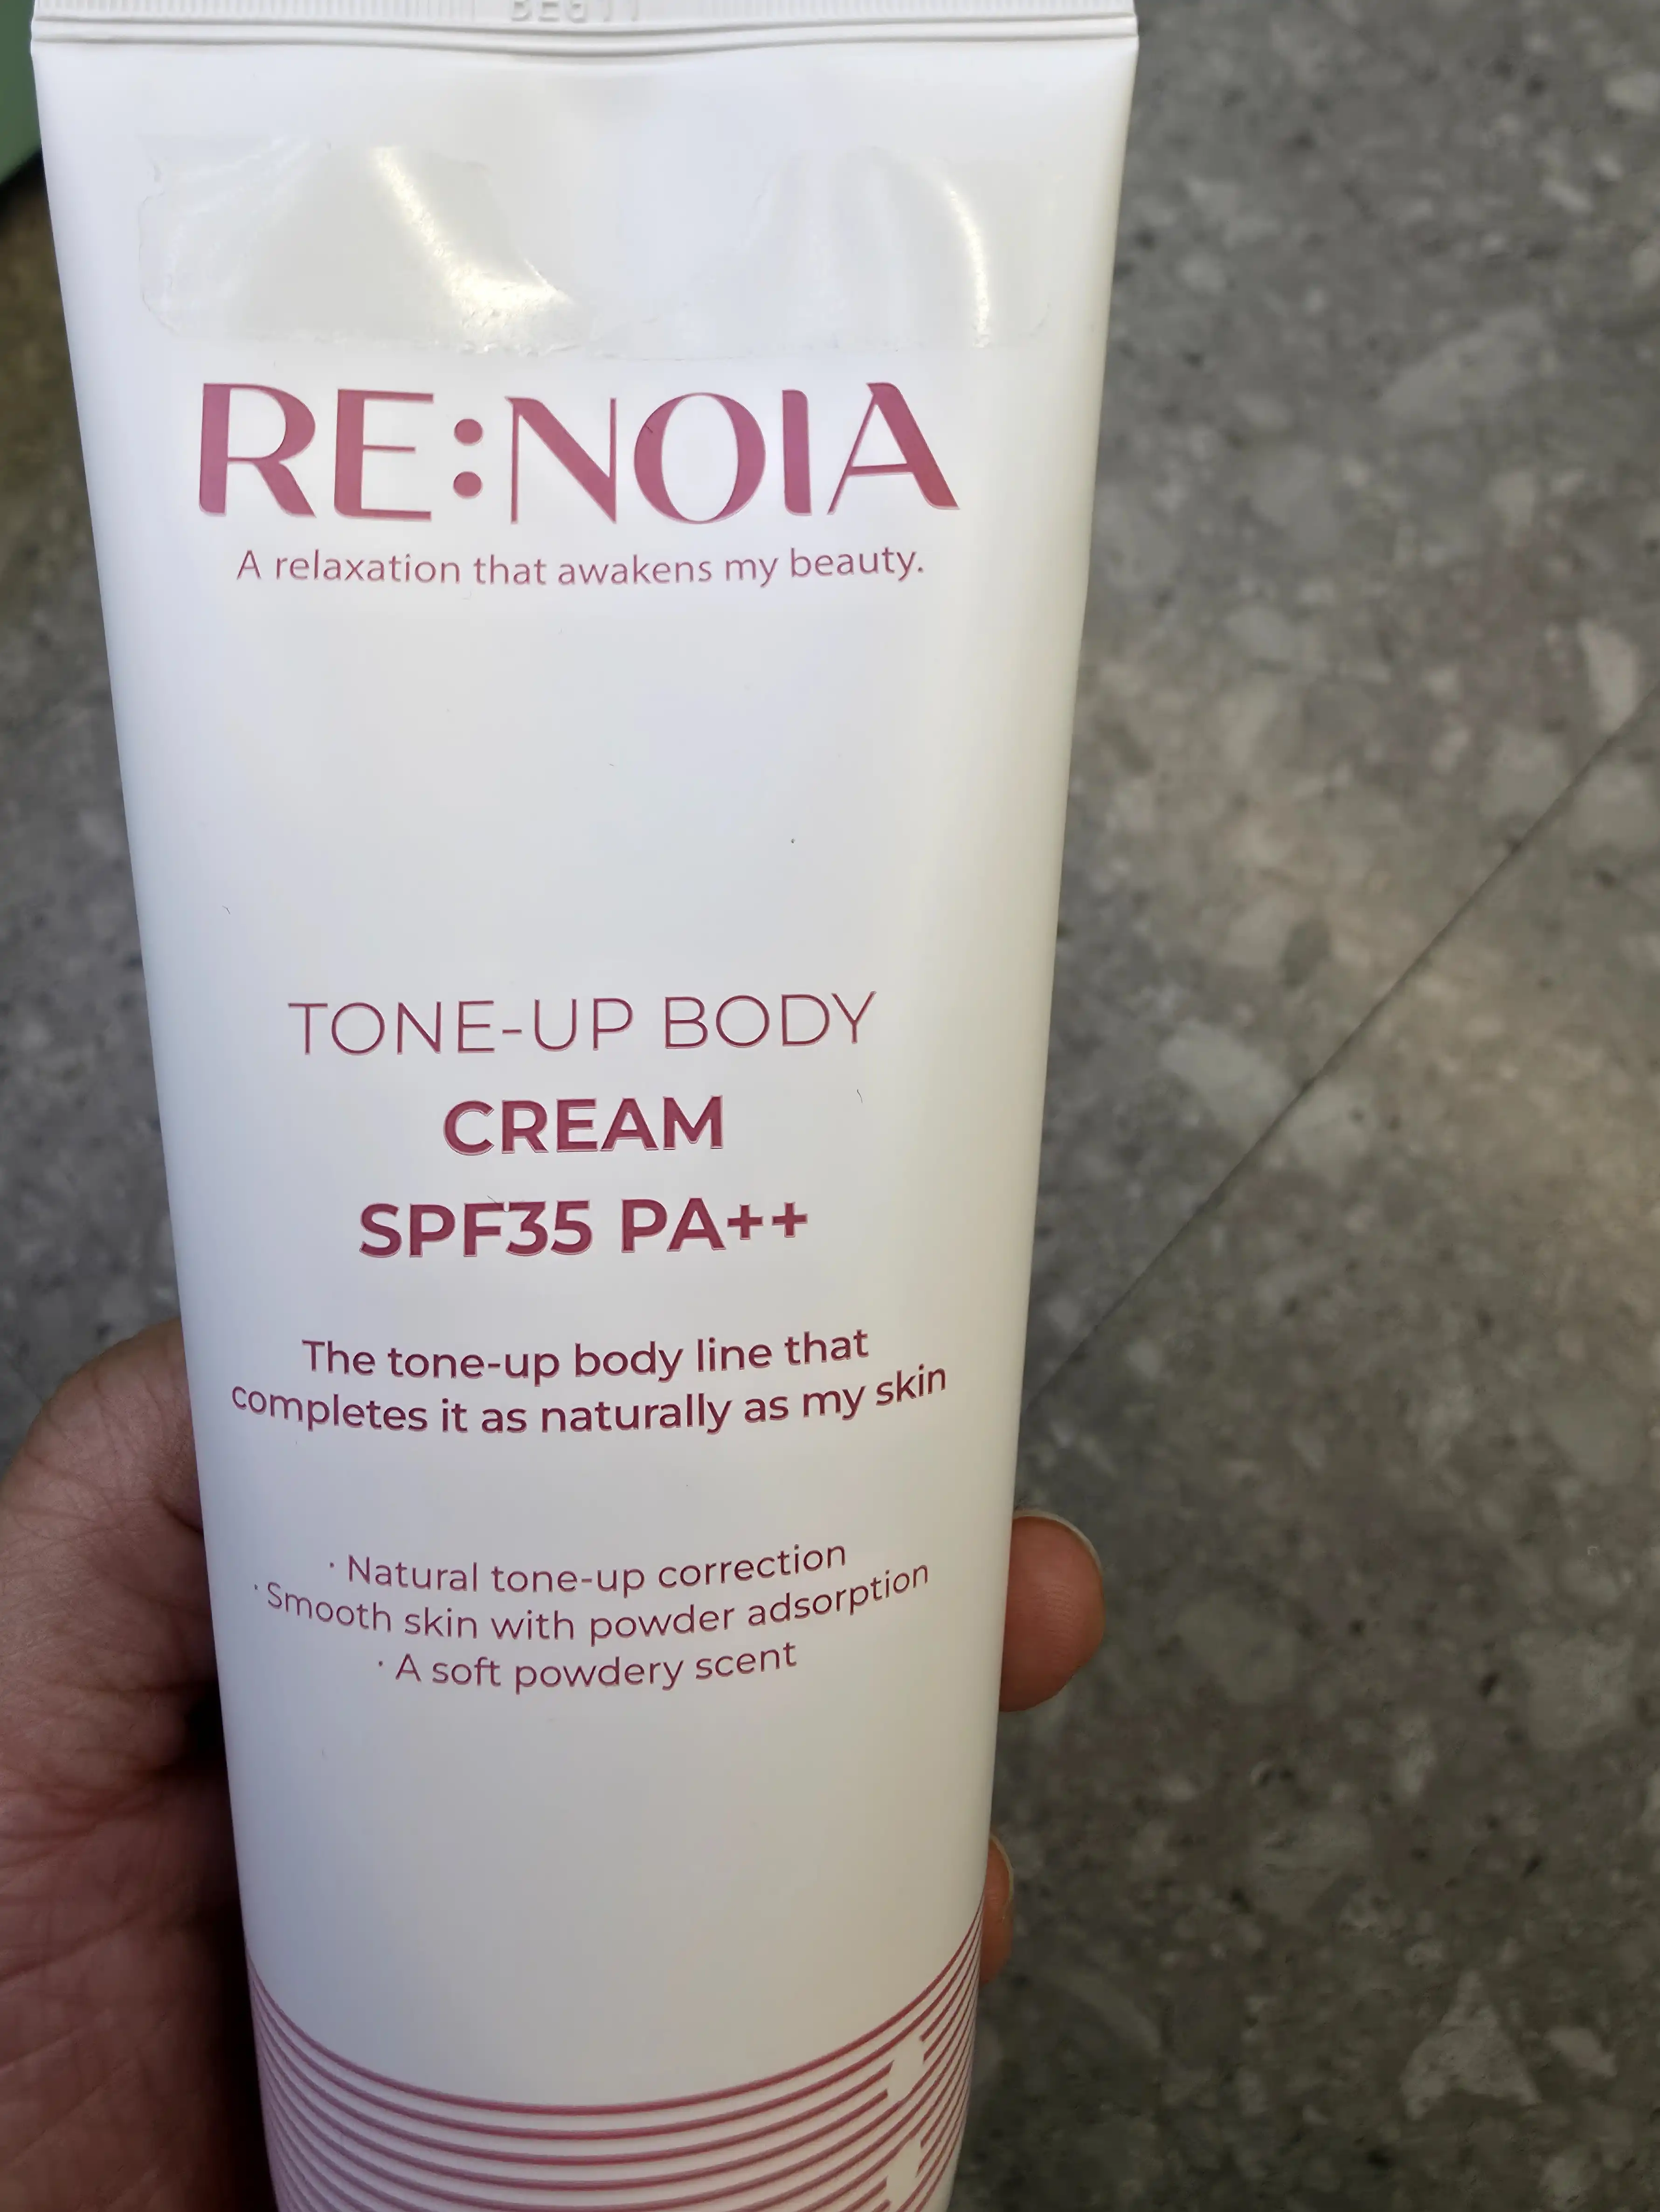 RE:NOIA
A relaxation that awakens my beauty.
TONE-UP BODY
CREAM
SPF35 PA++
The tone-up body line that
completes it as naturally as my skin
· Natural tone-up correction
· Smooth skin with powder adsorption
· A soft powdery scent